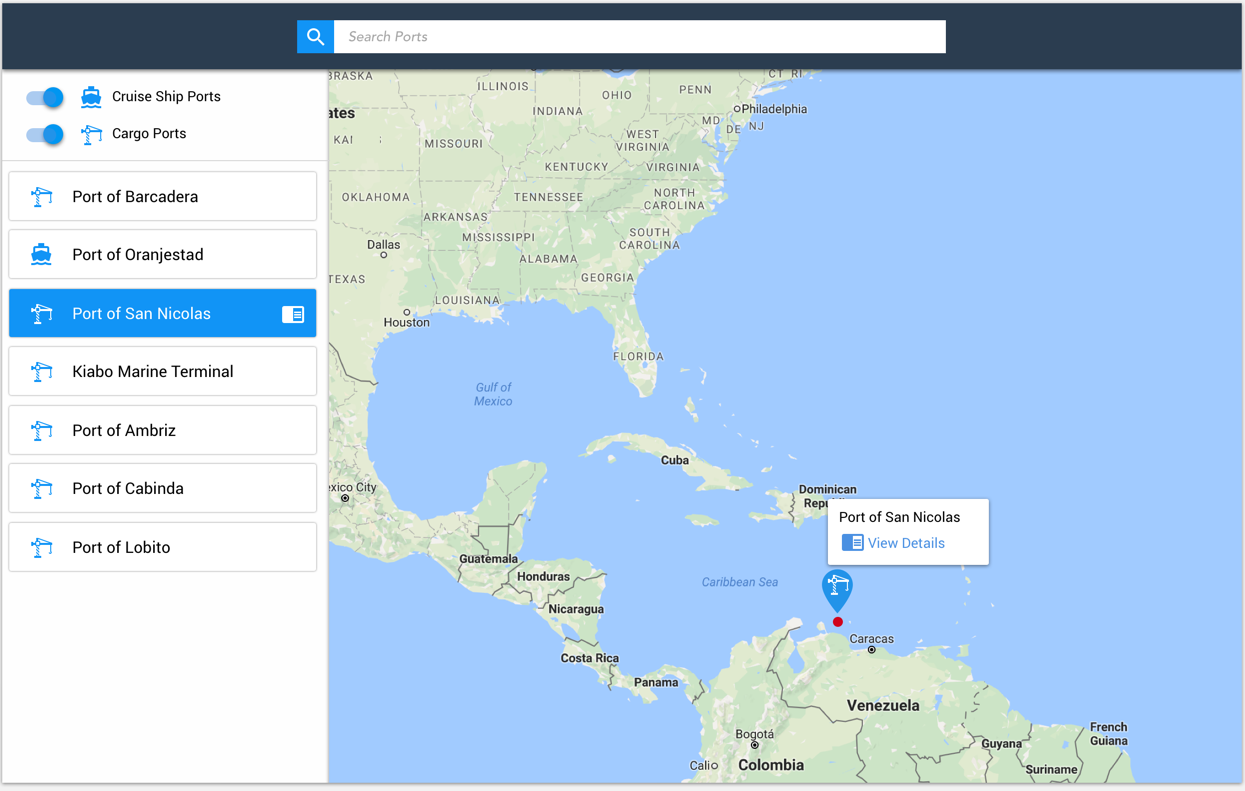 Search Ports
Cruise Ship Ports
Cargo Ports
Port of Barcadera
Port of Oranjestad
Port of San Nicolas
Kiabo Marine Terminal
Port of Ambriz
Port of Cabinda
Port of Lobito
BRASKA
ates
KAI
ILLINOIS
OHIO
PENN
CT RI
INDIANA
Philadelphia
MD
DE
NJ
MISSOURI
WEST
VIRGINIA
KENTUCKY
VIRGINIA
OKLAHOMA
TENNESSEE
NORTH
CAROLINA
ARKANSAS
MISSISSIPPI
SOUTH
CAROLINA
Dallas
ALABAMA
GEORGIA
TEXAS
LOUISIANA
Houston
FLORIDA
Gulf of
Mexico
Cuba
exico City
Dominican
Repu
Port of San Nicolas
View Details
Guatemala
Honduras
Caribbean Sea
Nicaragua
Caracas
Costa Rica
Panama
Venezuela
Bogotá
French
Guiana
Guyana
Cali
Colombia
Suriname